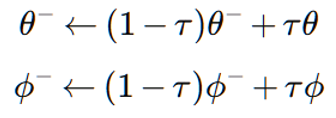 θ⁻ ← (1 − τ)θ⁻ + τθ
ϕ⁻ ← (1 − τ)ϕ⁻ + τϕ